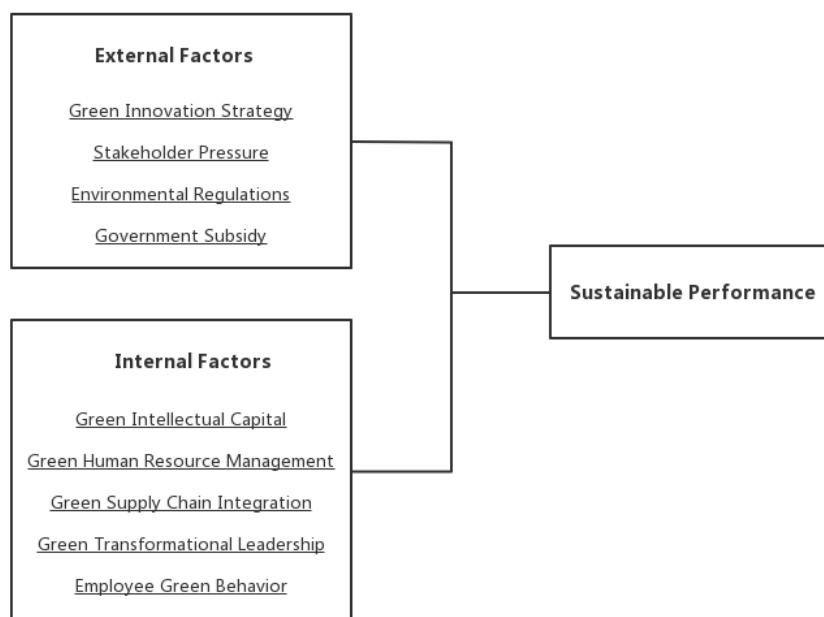 External Factors
Green Innovation Strategy
Stakeholder Pressure
Environmental Regulations
Government Subsidy
Sustainable Performance
Internal Factors
Green Intellectual Capital
Green Human Resource Management
Green Supply Chain Integration
Green Transformational Leadership
Employee Green Behavior